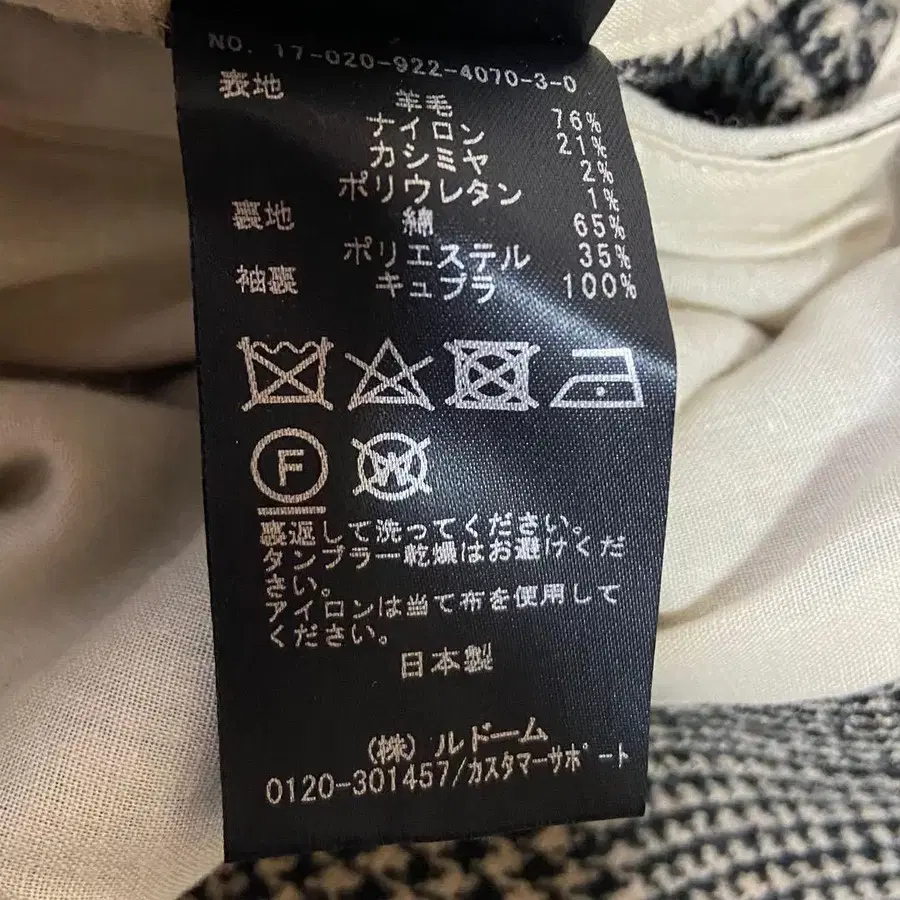 NO. 17-020-922-4070-3-0
表地 羊毛 76%
ナイロン 21%
カシミヤ 2%
ポリウレタン 1%
裏地 綿 65%
ポリエステル 35%
袖裏 キュプラ 100%
F W
裏返して洗ってください。
タンブラー乾燥はお避けくだ
さい。
アイロンは当て布を使用して
ください。
日本製
(株) ルドーム
0120-301457/カスタマーサポート